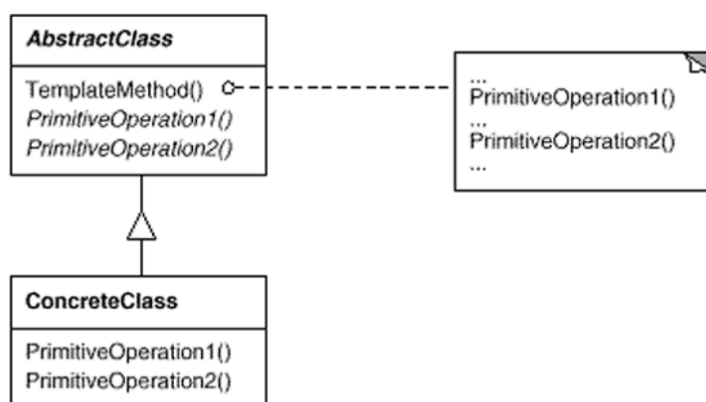 AbstractClass
TemplateMethod()
PrimitiveOperation1()
PrimitiveOperation2()
...
PrimitiveOperation1()
...
PrimitiveOperation2()
...
ConcreteClass
PrimitiveOperation1()
PrimitiveOperation2()